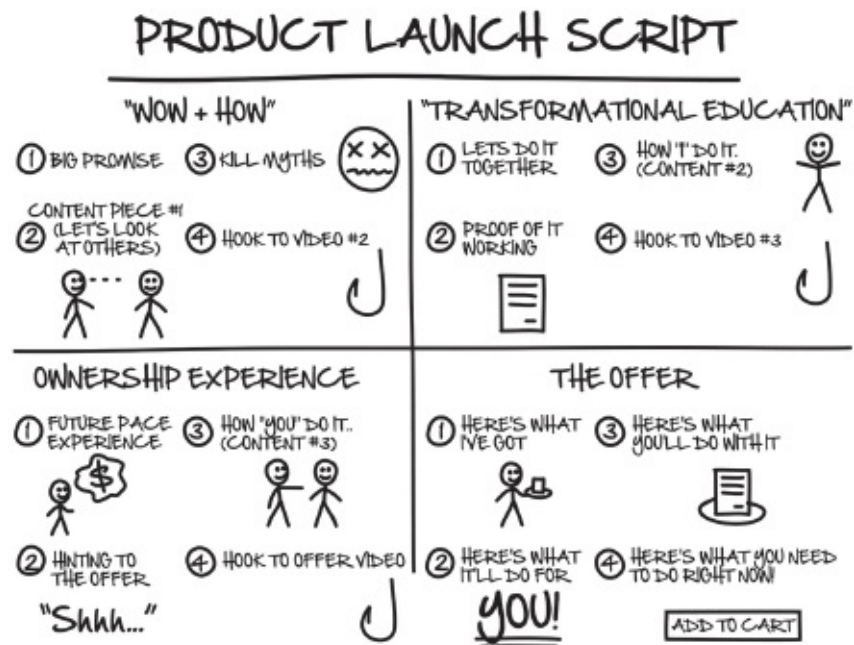 PRODUCT LAUNCH SCRIPT
"WOW + HOW"
① BIG PROMISE
CONTENT PIECE #1
② (LET'S LOOK
AT OTHERS)
③ KILL MYTHS
④ HOOK TO VIDEO #2
"TRANSFORMATIONAL EDUCATION"
① LETS DO IT
TOGETHER
② PROOF OF IT
WORKING
③ HOW "I" DO IT.
(CONTENT #2)
④ HOOK TO VIDEO #3
OWNERSHIP EXPERIENCE
① FUTURE PACE
EXPERIENCE
$
② HINTING TO
THE OFFER
"Shhh..."
③ HOW "YOU" DO IT..
(CONTENT #3)
④ HOOK TO OFFER VIDEO
THE OFFER
① HERE'S WHAT
I'VE GOT
② HERE'S WHAT
IT'LL DO FOR
YOU!
③ HERE'S WHAT
YOU'LL DO WITH IT
④ HERE'S WHAT YOU NEED
TO DO RIGHT NOW!
ADD TO CART